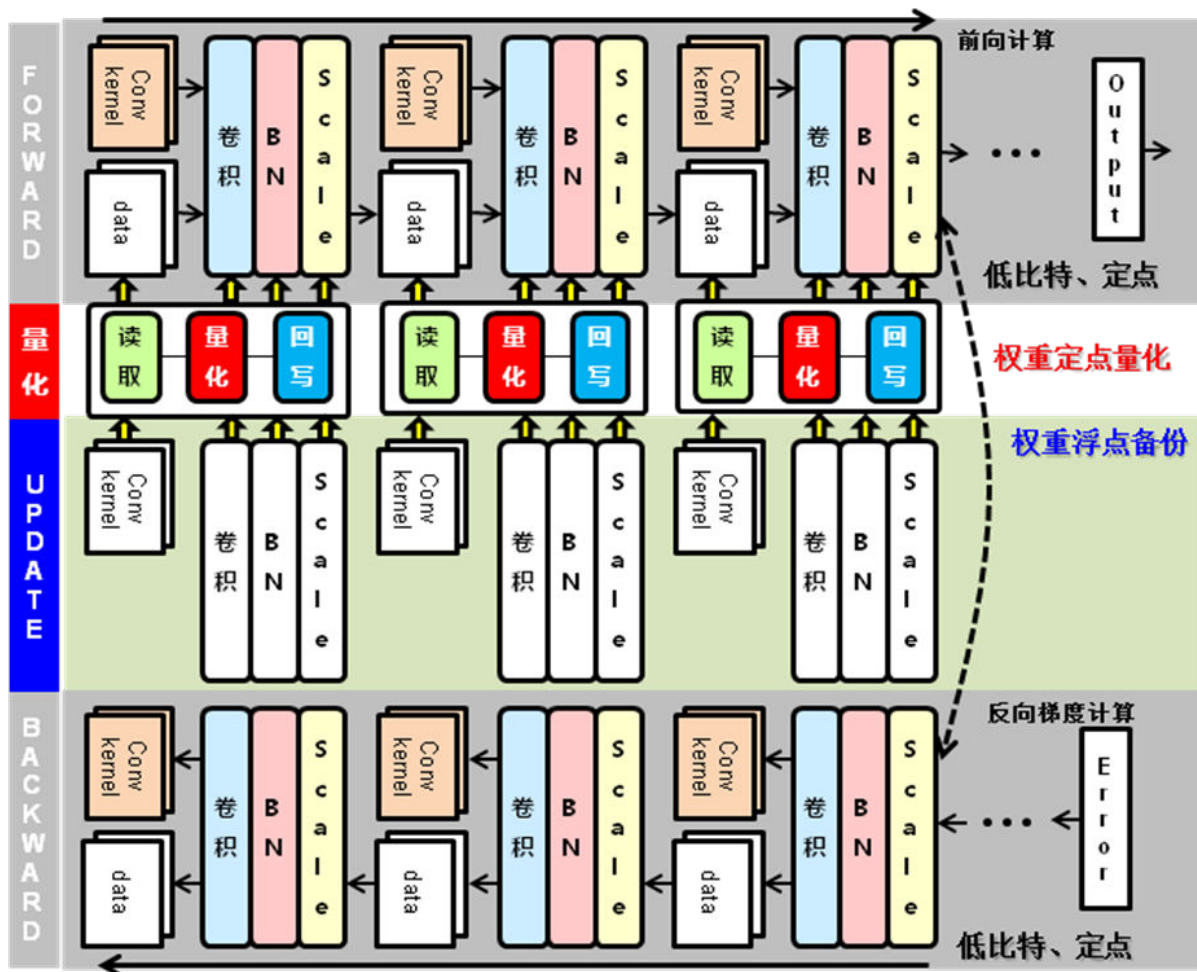 FORWARD
前向计算
Conv kernel
data
卷积
BN
Scale
Conv kernel
data
卷积
BN
Scale
Conv kernel
data
卷积
BN
Scale
•••
Output
低比特、定点
量化
读取
量化
回写
读取
量化
回写
读取
量化
回写
权重定点量化
UPDATE
权重浮点备份
Conv kernel
卷积
BN
Scale
Conv kernel
卷积
BN
Scale
Conv kernel
卷积
BN
Scale
BACKWARD
反向梯度计算
Conv kernel
data
卷积
BN
Scale
Conv kernel
data
卷积
BN
Scale
Conv kernel
data
卷积
BN
Scale
•••
Error
低比特、定点